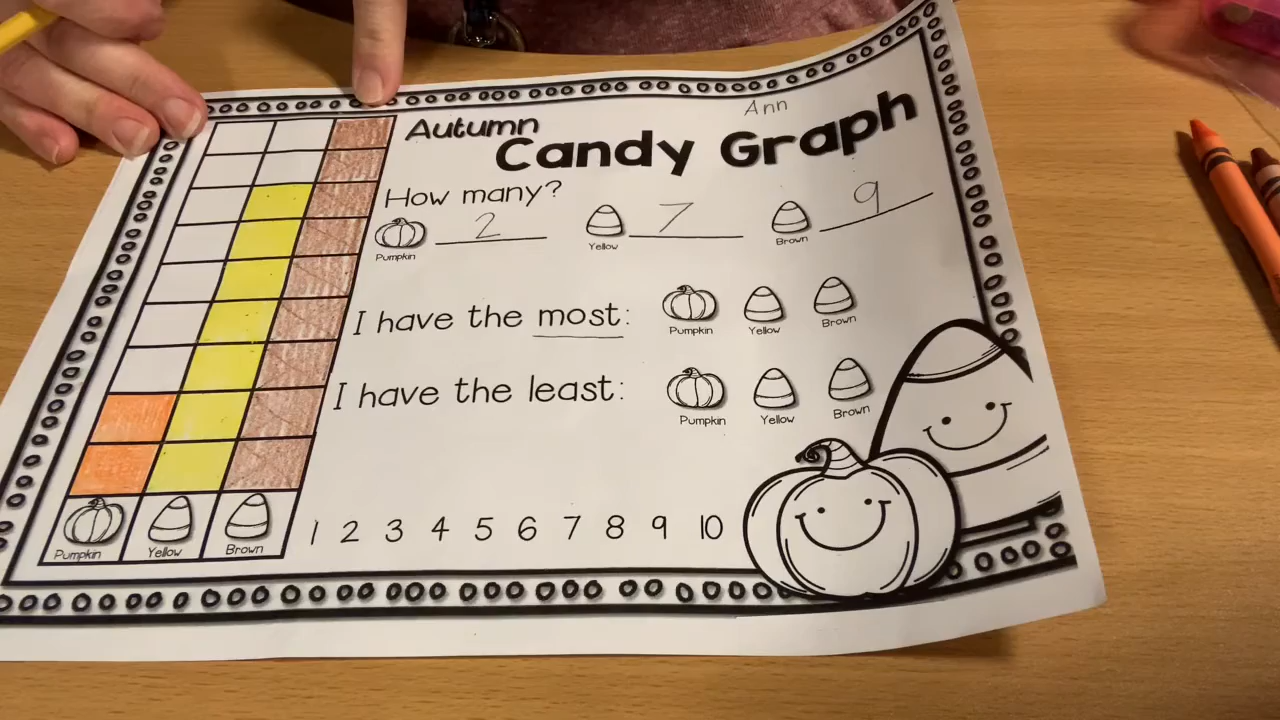 Ann
Autumn
Candy Graph
How many?
2 7 9
Pumpkin Yellow Brown
I have the most:
Pumpkin Yellow Brown
I have the least:
Pumpkin Yellow Brown
1 2 3 4 5 6 7 8 9 10
Pumpkin Yellow Brown